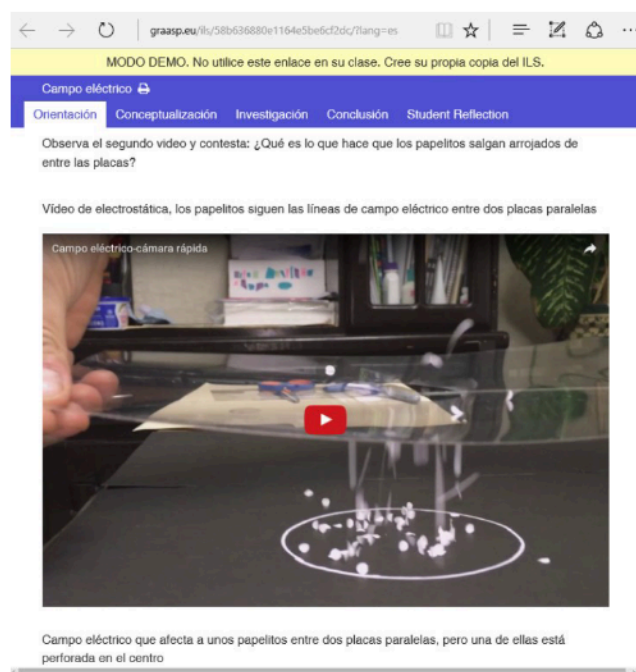 graasp.eu/ils/58b636880e1164e5be6cf2dc/?lang=es
MODO DEMO. No utilice este enlace en su clase. Cree su propia copia del ILS.
Campo eléctrico
Orientación Conceptualización Investigación Conclusión Student Reflection
Observa el segundo video y contesta: ¿Qué es lo que hace que los papelitos salgan arrojados de
entre las placas?
Vídeo de electrostática, los papelitos siguen las líneas de campo eléctrico entre dos placas paralelas
Campo eléctrico-cámara rápida
Campo eléctrico que afecta a unos papelitos entre dos placas paralelas, pero una de ellas está
perforada en el centro